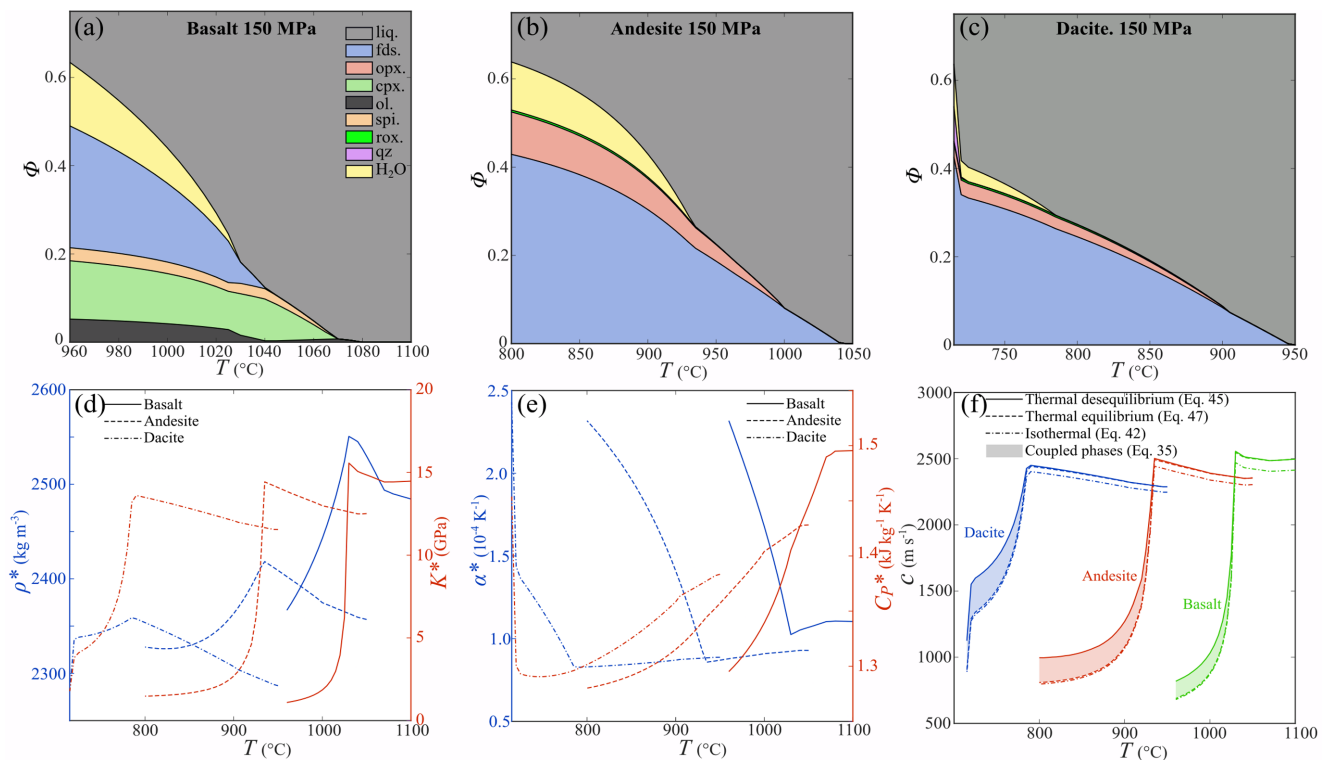 (a) Basalt 150 MPa
liq.
fds.
opx.
cpx.
ol.
spi.
rox.
qz
H₂O
0.6
0.4
0.2
0
Φ
960 980 1000 1020 1040 1060 1100
T (°C)
(b) Andesite 150 MPa
0.6
0.4
0.2
0
Φ
800 850 900 950 1000 1050
T (°C)
(c) Dacite. 150 MPa
0.6
0.4
0.2
0
Φ
750 800 850 900 950
T (°C)
(d)
Basalt
Andesite
Dacite
2600
2500
2400
2300
ρ* (kg m⁻³)
20
15
10
5
0
K* (GPa)
800 900 1000 1100
T (°C)
(e)
Basalt
Andesite
Dacite
2.5
2.0
1.5
1.0
0.5
α* (10⁻⁴ K⁻¹)
1.5
1.4
1.3
Cₚ* (kJ kg⁻¹ K⁻¹)
800 900 1000 1100
T (°C)
(f)
Thermal desequilibrium (Eq. 45)
Thermal equilibrium (Eq. 47)
Isothermal (Eq. 42)
Coupled phases (Eq. 35)
3000
2500
2000
1500
1000
500
c (m s⁻¹)
Dacite
Andesite
Basalt
800 900 1000 1100
T (°C)